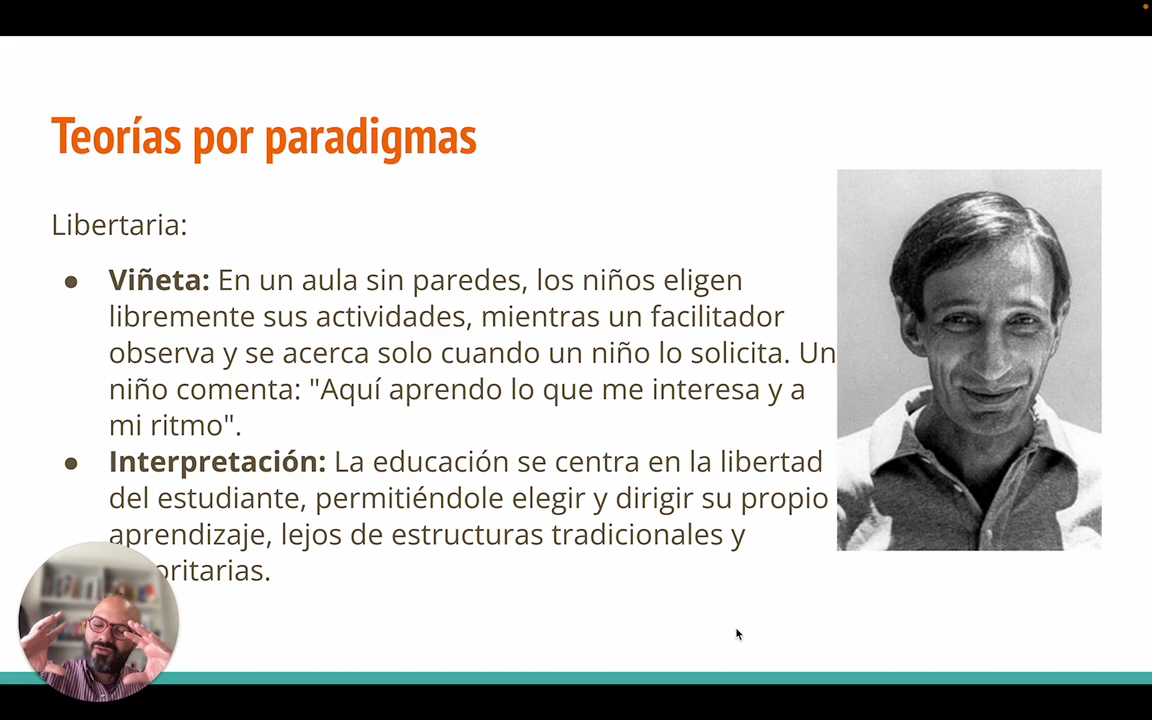 Teorías por paradigmas
Libertaria:
● Viñeta: En un aula sin paredes, los niños eligen
libremente sus actividades, mientras un facilitador
observa y se acerca solo cuando un niño lo solicita. Un
niño comenta: "Aquí aprendo lo que me interesa y a
mi ritmo".
● Interpretación: La educación se centra en la libertad
del estudiante, permitiéndole elegir y dirigir su propio
aprendizaje, lejos de estructuras tradicionales y
oritarias.